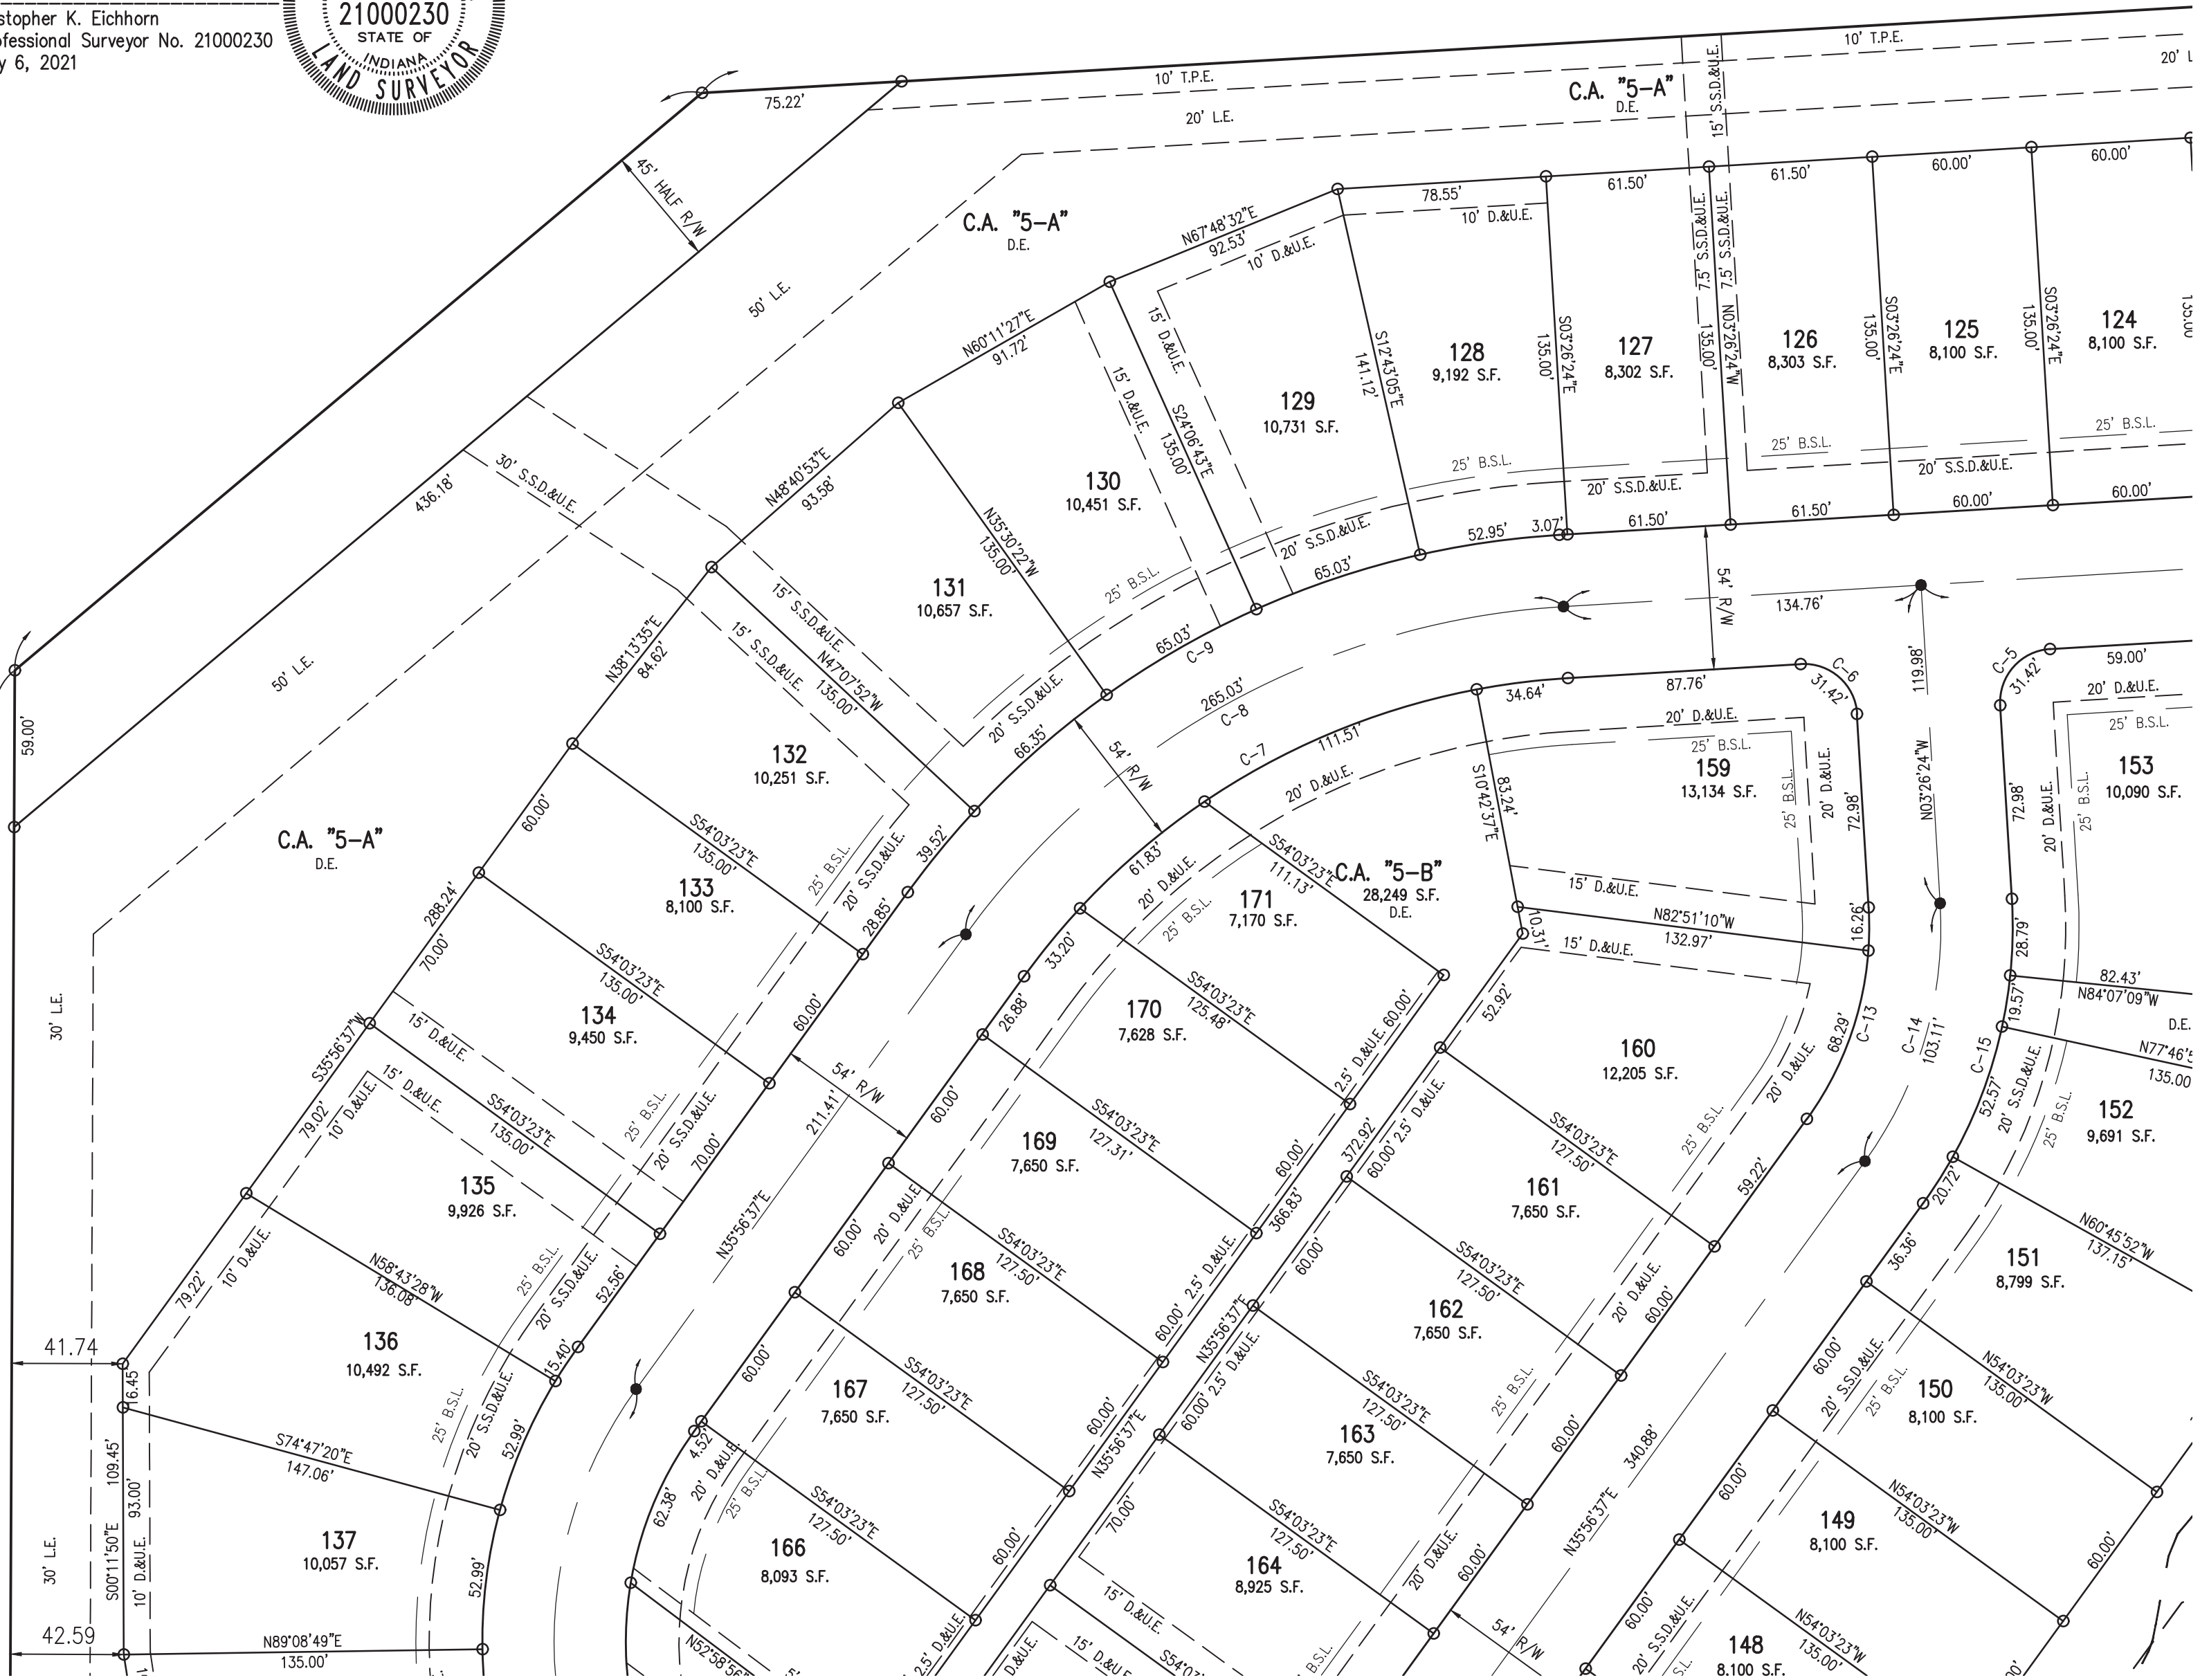 stopher K. Eichhorn
ofessional Surveyor No. 21000230
y 6, 2021
21000230
STATE OF
INDIANA
LAND SURVEYOR
75.22'
10' T.P.E.
20' L.E.
C.A. "5-A"
D.E.
15' S.S.D.&U.E.
10' T.P.E.
20' L
45' HALF R/W
C.A. "5-A"
D.E.
50' L.E.
N67°48'32"E
92.53'
10' D.&U.E.
78.55'
10' D.&U.E.
61.50'
61.50'
60.00'
60.00'
N60°11'27"E
91.72'
15' D.&U.E.
15' D.&U.E.
S24°06'43"E
135.00'
129
10,731 S.F.
S12°43'05"E
141.12'
128
9,192 S.F.
S03°26'24"E
135.00'
127
8,302 S.F.
7.5' S.S.D.&U.E.
7.5' S.S.D.&U.E.
135.00'
N03°26'24"W
126
8,303 S.F.
S03°26'24"E
135.00'
125
8,100 S.F.
S03°26'24"E
135.00'
124
8,100 S.F.
135.00
25' B.S.L.
25' B.S.L.
25' B.S.L.
20' S.S.D.&U.E.
20' S.S.D.&U.E.
20' S.S.D.&U.E.
52.95'
3.07'
61.50'
61.50'
60.00'
60.00'
436.18'
30' S.S.D.&U.E.
N48°40'53"E
93.58'
130
10,451 S.F.
N35°30'22"W
135.00'
131
10,657 S.F.
25' B.S.L.
65.03'
65.03'
C-9
15' S.S.D.&U.E.
15' S.S.D.&U.E.
N47°07'52"W
135.00'
20' S.S.D.&U.E.
66.35'
265.03'
C-8
54' R/W
54' R/W
134.76'
119.98'
N03°26'24"W
C-6
31.42'
C-5
31.42'
59.00'
50' L.E.
59.00'
N38°13'35"E
84.62'
132
10,251 S.F.
34.64'
87.76'
C-7
111.51'
20' D.&U.E.
20' D.&U.E.
25' B.S.L.
159
13,134 S.F.
25' B.S.L.
20' D.&U.E.
72.98'
S10°42'37"E
83.24'
15' D.&U.E.
20' D.&U.E.
25' B.S.L.
153
10,090 S.F.
72.98'
20' D.&U.E.
25' B.S.L.
C.A. "5-A"
D.E.
60.00'
S54°03'23"E
135.00'
133
8,100 S.F.
25' B.S.L.
20' S.S.D.&U.E.
39.52'
28.85'
61.83'
20' D.&U.E.
25' B.S.L.
S54°03'23"E
111.13'
171
7,170 S.F.
C.A. "5-B"
28,249 S.F.
D.E.
10.31'
N82°51'10"W
132.97'
16.26'
15' D.&U.E.
28.79'
82.43'
N84°07'09"W
D.E.
19.57'
288.24'
70.00'
S54°03'23"E
135.00'
134
9,450 S.F.
60.00'
33.20'
26.88'
S54°03'23"E
125.48'
170
7,628 S.F.
60.00'
2.5' D.&U.E.
52.92'
160
12,205 S.F.
68.29'
C-13
C-14
103.11'
C-15
52.57'
20' S.S.D.&U.E.
N77°46'5
135.00
30' L.E.
S35°56'37"W
15' D.&U.E.
15' D.&U.E.
10' D.&U.E.
79.02'
S54°03'23"E
135.00'
25' B.S.L.
20' S.S.D.&U.E.
70.00'
54' R/W
211.41'
60.00'
S54°03'23"E
127.31'
169
7,650 S.F.
60.00'
366.83'
372.92'
60.00' 2.5' D.&U.E.
S54°03'23"E
127.50'
25' B.S.L.
20' D.&U.E.
161
7,650 S.F.
59.22'
152
9,691 S.F.
25' B.S.L.
20.72'
135
9,926 S.F.
79.22'
10' D.&U.E.
N58°43'28"W
136.08'
25' B.S.L.
20' S.S.D.&U.E.
52.56'
N35°56'37"E
60.00'
20' D.&U.E.
25' B.S.L.
S54°03'23"E
127.50'
168
7,650 S.F.
2.5' D.&U.E.
60.00'
60.00'
S54°03'23"E
127.50'
162
7,650 S.F.
20' D.&U.E.
60.00'
36.36'
N60°45'52"W
137.15'
151
8,799 S.F.
41.74
136
10,492 S.F.
16.45'
15.40'
60.00'
S54°03'23"E
127.50'
167
7,650 S.F.
60.00'
N35°56'37"E
N35°56'37"E
60.00' 2.5' D.&U.E.
S54°03'23"E
127.50'
163
7,650 S.F.
25' B.S.L.
60.00'
340.88'
60.00'
20' S.S.D.&U.E.
25' B.S.L.
N54°03'23"W
135.00'
150
8,100 S.F.
S74°47'20"E
147.06'
25' B.S.L.
20' S.S.D.&U.E.
52.99'
4.52'
62.38'
20' D.&U.E.
25' B.S.L.
S54°03'23"E
127.50'
166
8,093 S.F.
60.00'
70.00'
S54°03'23"E
127.50'
164
8,925 S.F.
20' D.&U.E.
60.00'
N35°56'37"E
60.00'
N54°03'23"W
135.00'
149
8,100 S.F.
60.00'
30' L.E.
S00°11'50"E
109.45'
93.00'
10' D.&U.E.
137
10,057 S.F.
52.99'
42.59
N89°08'49"E
135.00'
N52°58'56"
2.5' D.&U.E.
D.&U.E.
15' D.&U.E.
15' D.&U.E
S54°03
B.S.L.
54' R/W
60.00'
20' S.S.D.&U.E.
N54°03'23"W
135.00'
148
8,100 S.F.